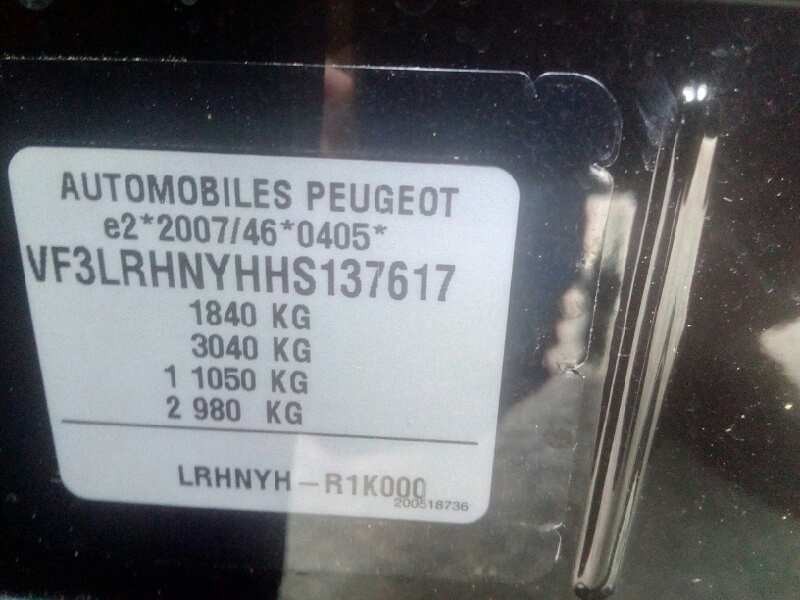 AUTOMOBILES PEUGEOT
e2*2007/46*0405*
VF3LRHNYHHS137617
1840 KG
3040 KG
1 1050 KG
2 980 KG
LRHNYH-R1K000
200518736